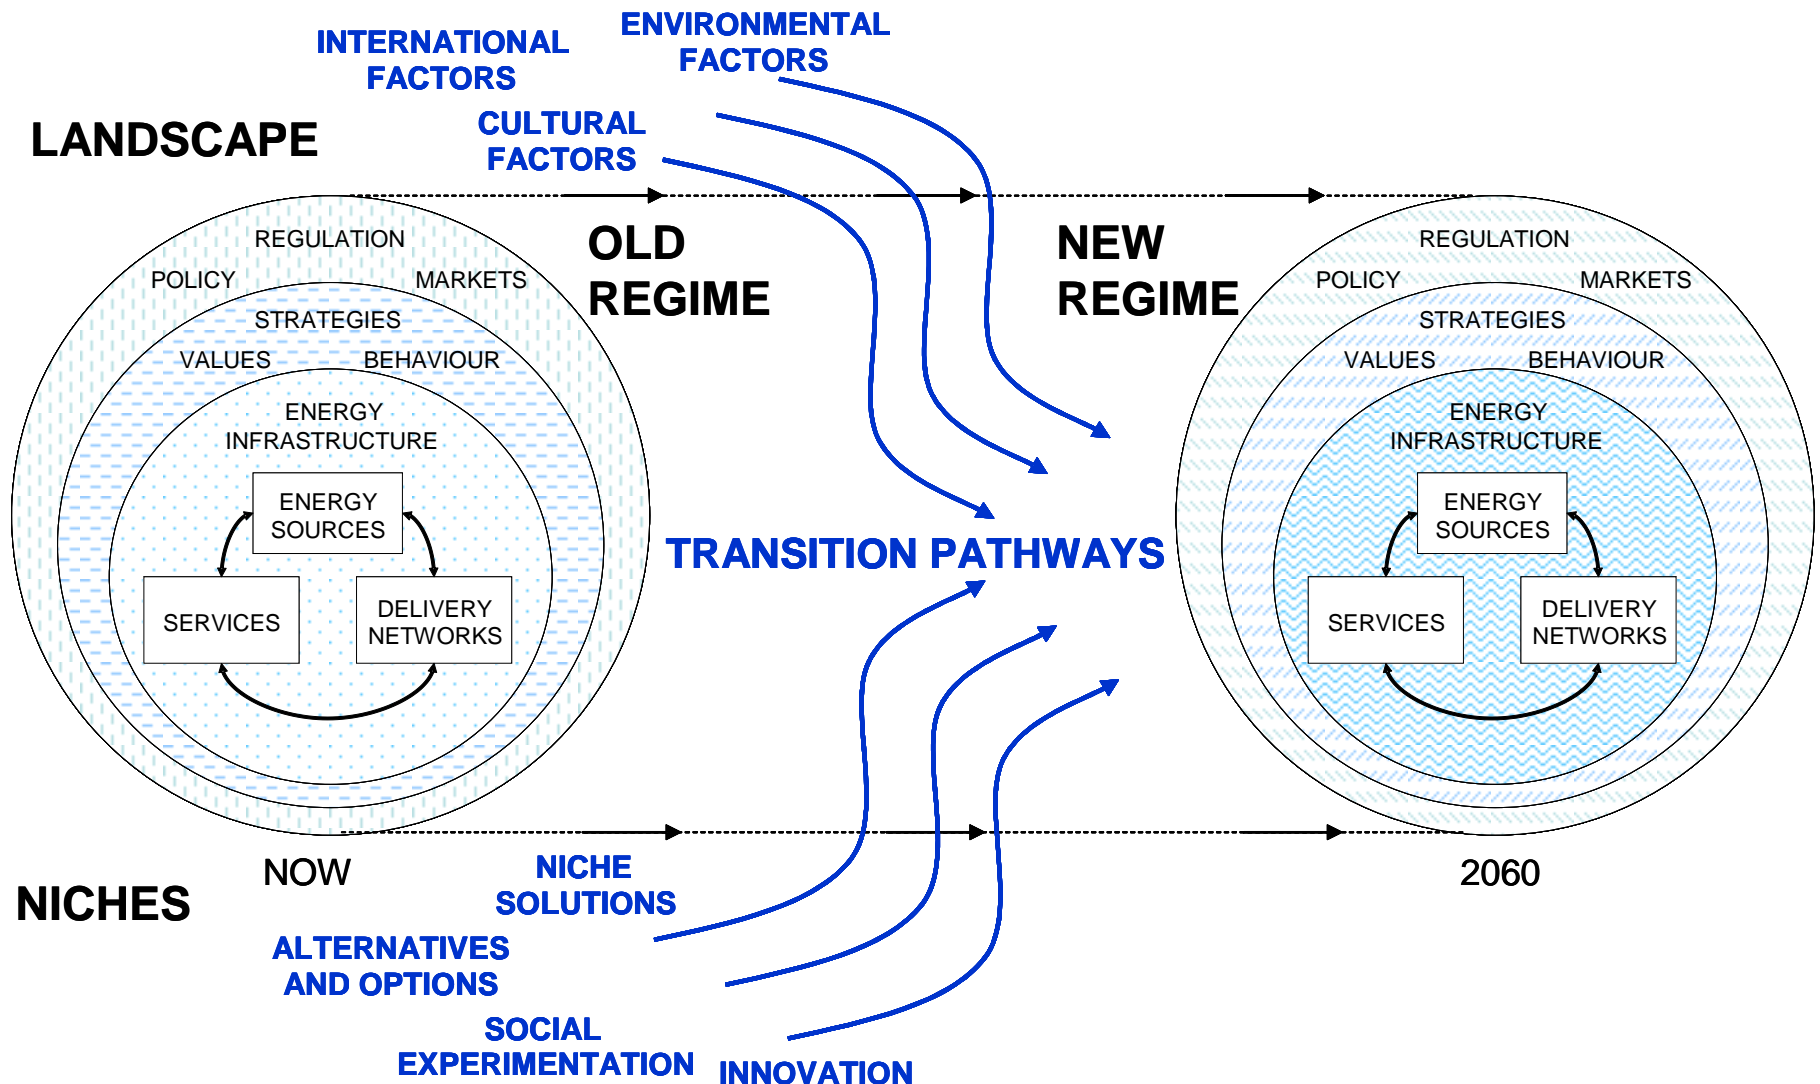 INTERNATIONAL
FACTORS
ENVIRONMENTAL
FACTORS
CULTURAL
FACTORS
LANDSCAPE
OLD
REGIME
NEW
REGIME
REGULATION
POLICY
MARKETS
STRATEGIES
VALUES
BEHAVIOUR
ENERGY
INFRASTRUCTURE
ENERGY
SOURCES
SERVICES
DELIVERY
NETWORKS
TRANSITION PATHWAYS
REGULATION
POLICY
MARKETS
STRATEGIES
VALUES
BEHAVIOUR
ENERGY
INFRASTRUCTURE
ENERGY
SOURCES
SERVICES
DELIVERY
NETWORKS
NOW
2060
NICHES
NICHE
SOLUTIONS
ALTERNATIVES
AND OPTIONS
SOCIAL
EXPERIMENTATION
INNOVATION